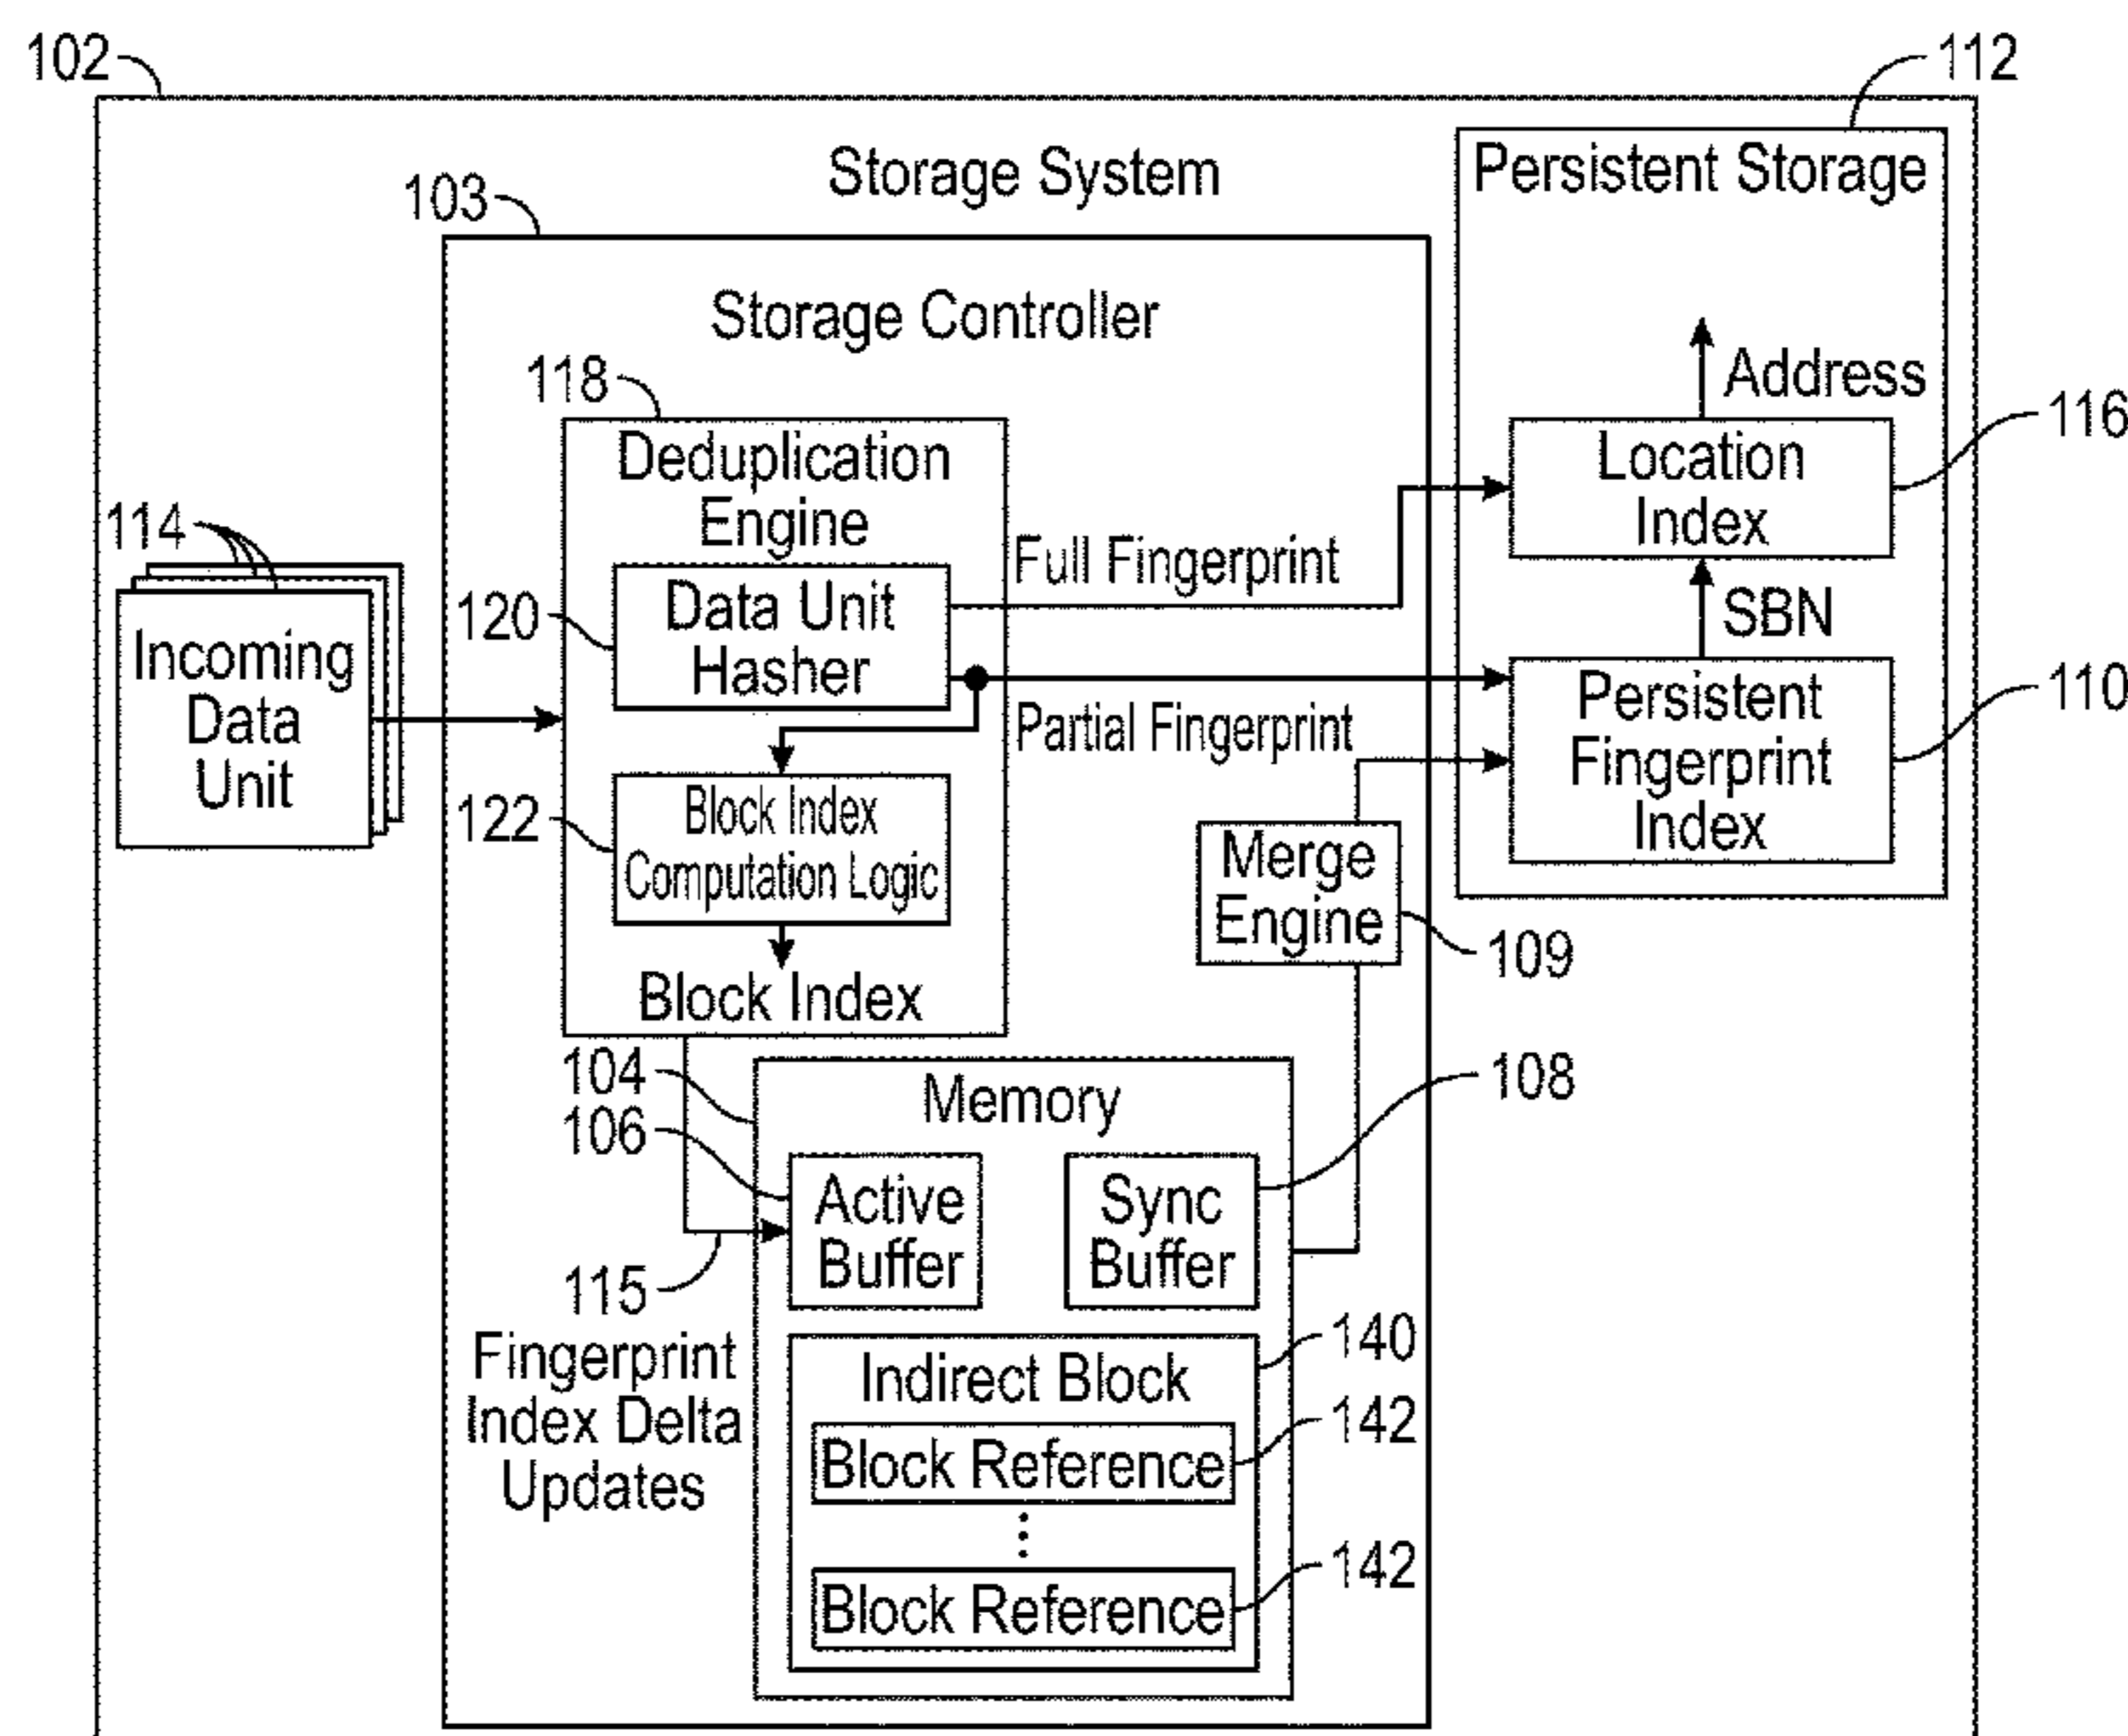 102
112
Storage System
Persistent Storage
103
Storage Controller
118
Address
116
Deduplication
Engine
Location
Index
114
Full Fingerprint
120
Data Unit
Hasher
SBN
Incoming
Data
Unit
Partial Fingerprint
Persistent
Fingerprint
Index
110
122
Block Index
Computation Logic
Merge
Engine
109
Block Index
104
Memory
108
106
Active
Buffer
Sync
Buffer
115
Fingerprint
Index Delta
Updates
140
Indirect Block
142
Block Reference
142
Block Reference